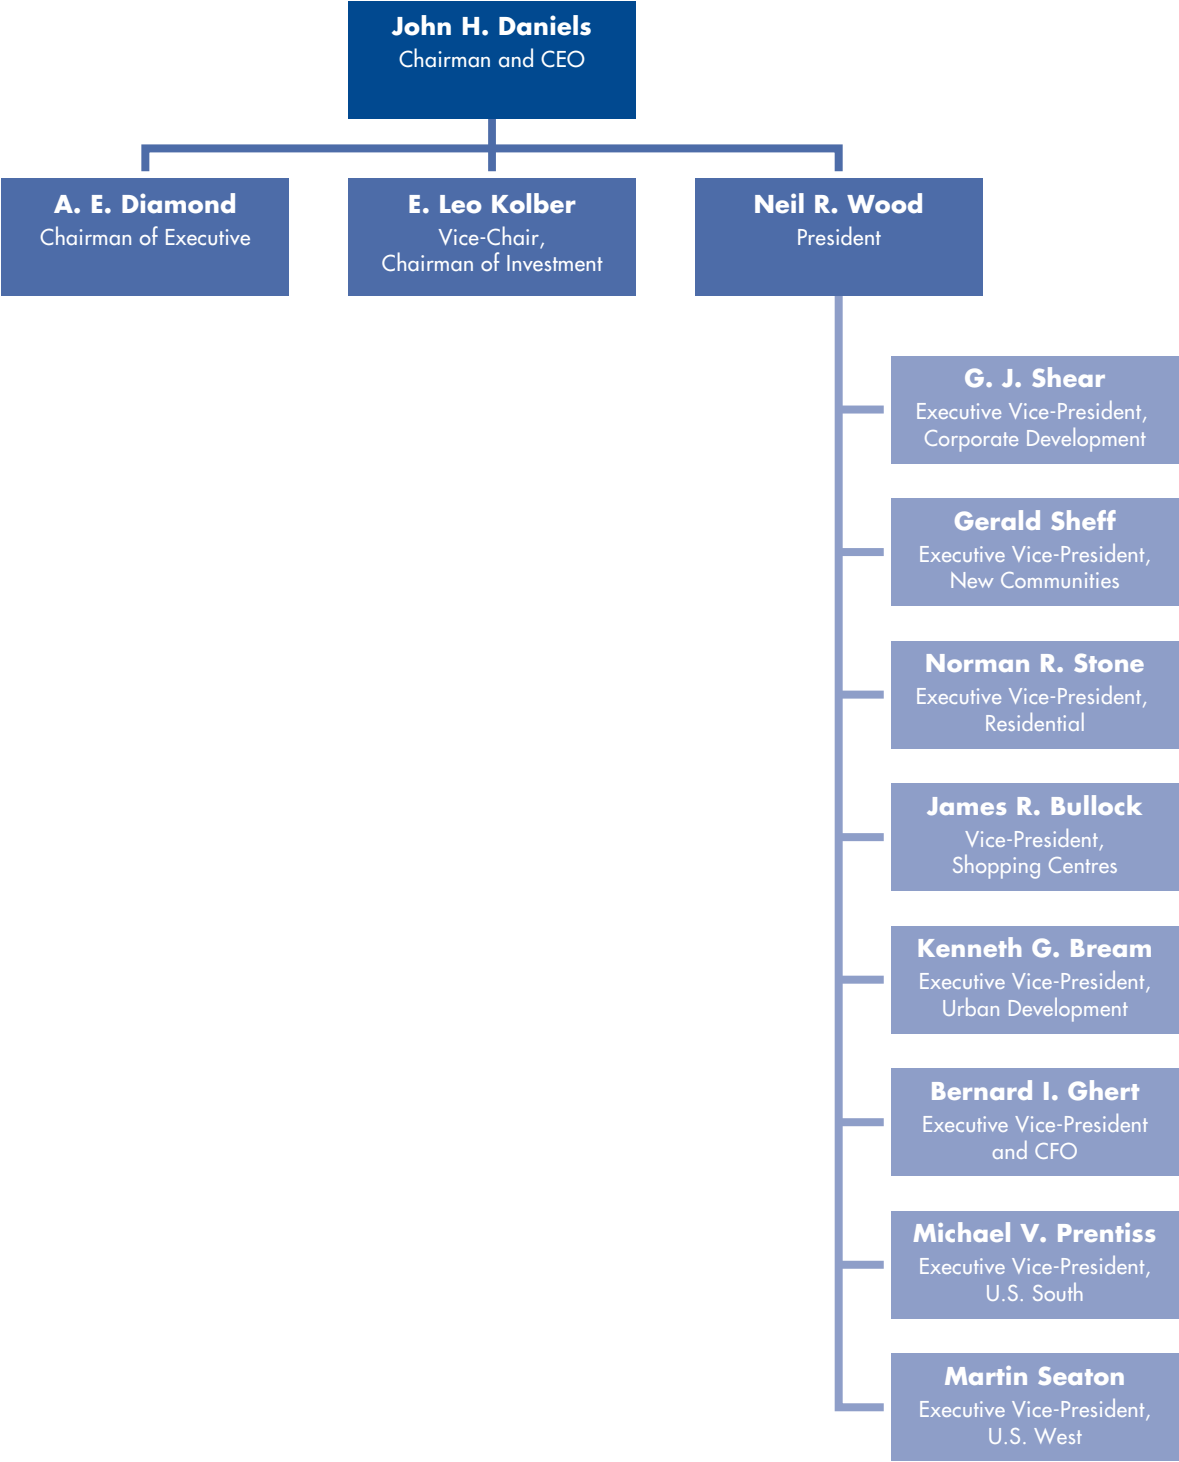 John H. Daniels
Chairman and CEO
A. E. Diamond
Chairman of Executive
E. Leo Kolber
Vice-Chair,
Chairman of Investment
Neil R. Wood
President
G. J. Shear
Executive Vice-President,
Corporate Development
Gerald Sheff
Executive Vice-President,
New Communities
Norman R. Stone
Executive Vice-President,
Residential
James R. Bullock
Vice-President,
Shopping Centres
Kenneth G. Bream
Executive Vice-President,
Urban Development
Bernard I. Ghert
Executive Vice-President
and CFO
Michael V. Prentiss
Executive Vice-President,
U.S. South
Martin Seaton
Executive Vice-President,
U.S. West